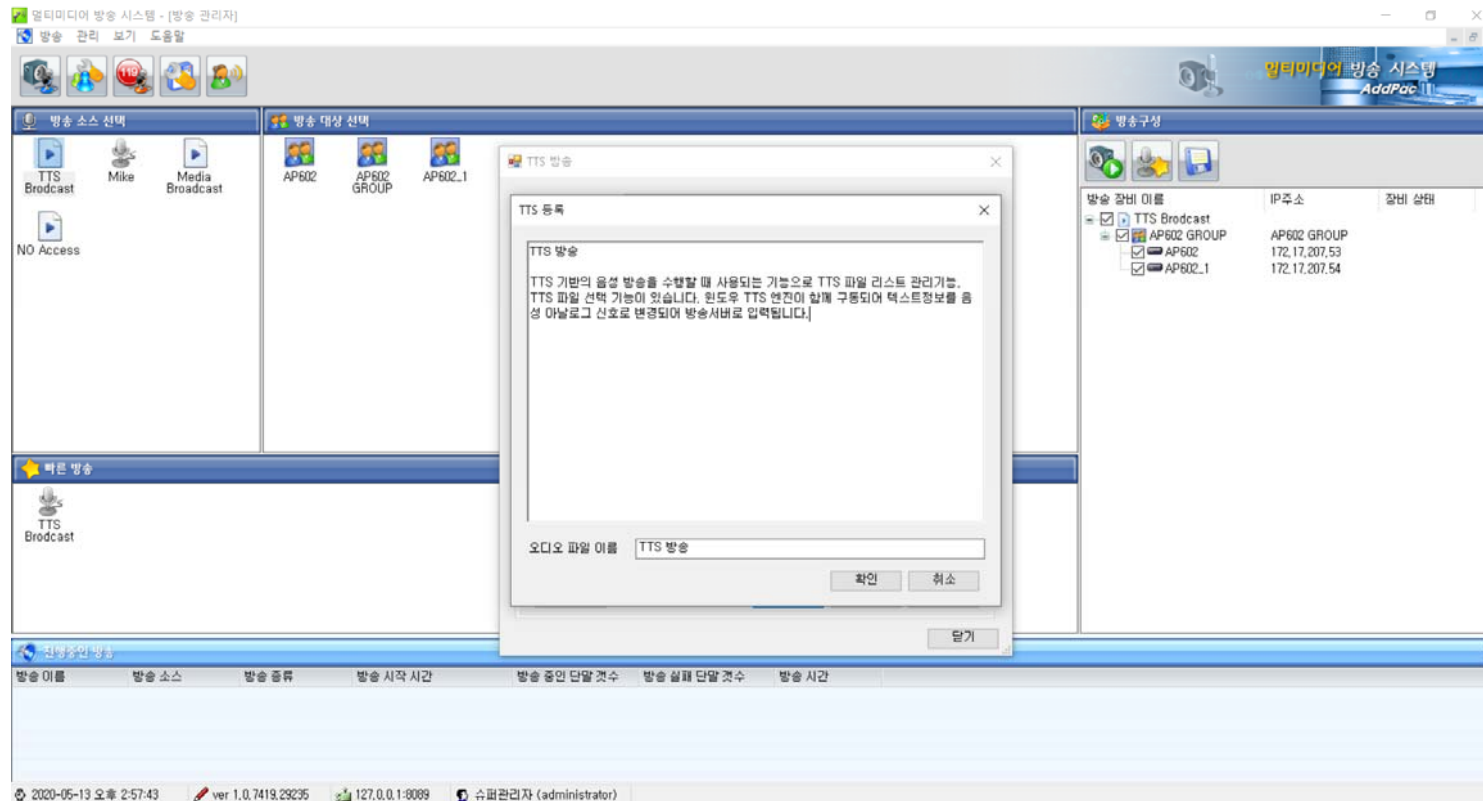 멀티미디어 방송 시스템 - [방송 관리자]
방송 관리 보기 도움말
119
멀티미디어 방송 시스템
AddPac
방송 소스 선택
TTS Brodcast
Mike
Media Broadcast
NO Access
방송 대상 선택
AP602
AP602 GROUP
AP602_1
TTS 방송
TTS 등록
TTS 방송
TTS 기반의 음성 방송을 수행할 때 사용되는 기능으로 TTS 파일 리스트 관리기능,
TTS 파일 선택 기능이 있습니다. 윈도우 TTS 엔진이 함께 구동되어 텍스트정보를 음
성 아날로그 신호로 변경되어 방송서버로 입력됩니다.
오디오 파일 이름 TTS 방송
확인 취소
닫기
방송구성
방송 장비 이름 IP주소 장비 상태
TTS Brodcast
AP602 GROUP AP602 GROUP
AP602 172.17.207.53
AP602_1 172.17.207.54
빠른 방송
TTS Brodcast
진행중인 방송
방송 이름 방송 소스 방송 종류 방송 시작 시간 방송 중인 단말 갯수 방송 실패 단말 갯수 방송 시간
2020-05-13 오후 2:57:43 ver 1.0.7419.29235 127.0.0.1:8089 슈퍼관리자 (administrator)